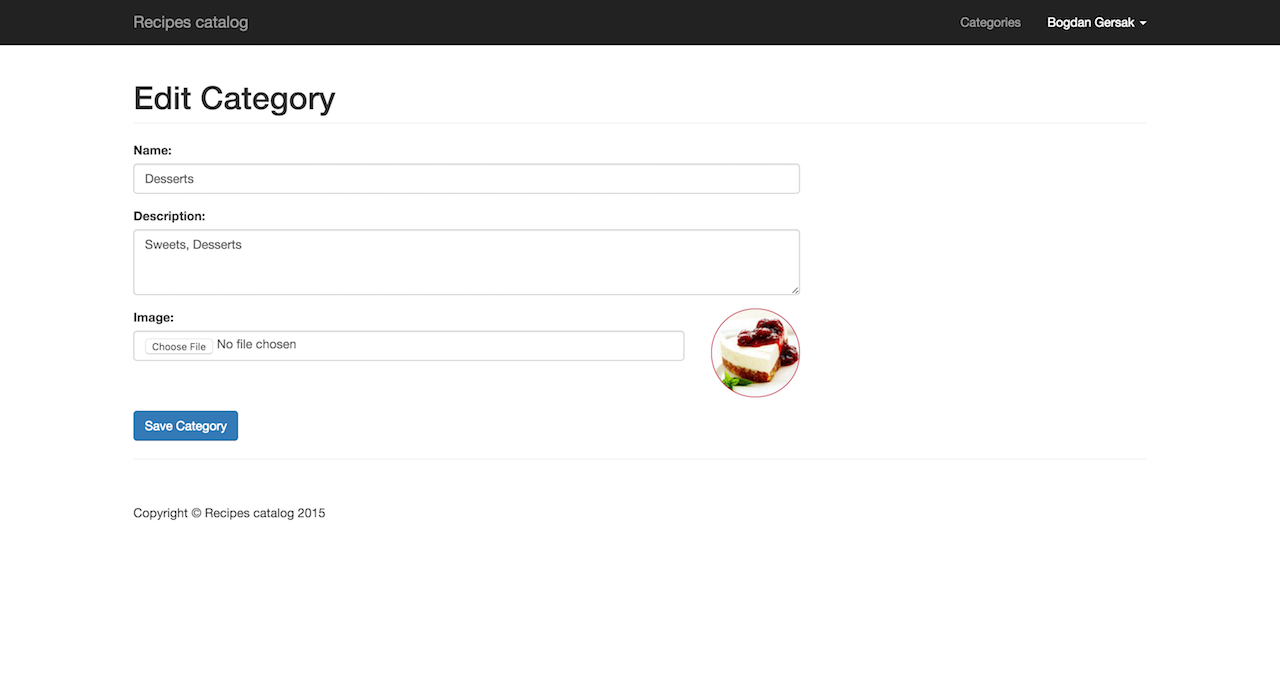 Recipes catalog Categories Bogdan Gersak
Edit Category
Name:
Desserts
Description:
Sweets, Desserts
Image:
Choose File No file chosen
Save Category
Copyright © Recipes catalog 2015